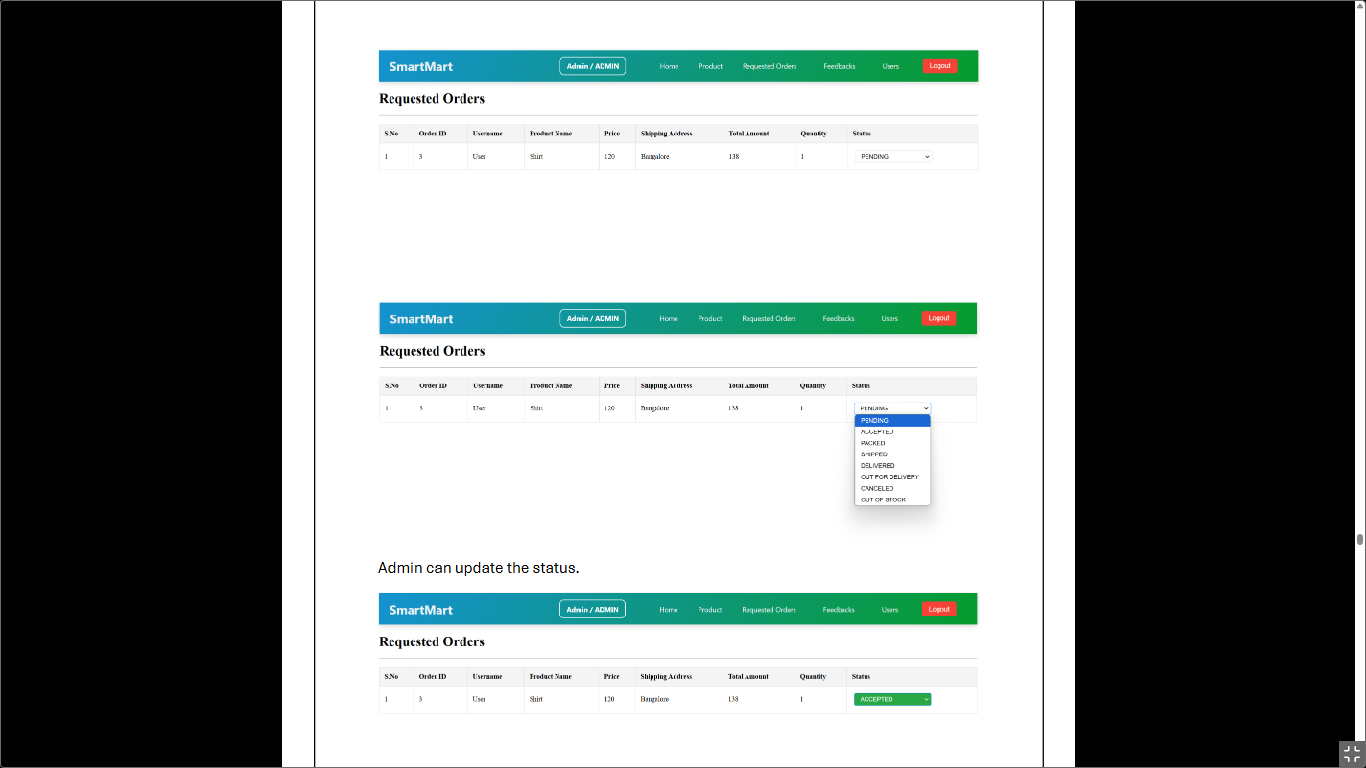 SmartMart Admin / ADMIN Home Product Requested Orders Feedbacks Users Logout
Requested Orders
S.No Order ID Username Product Name Price Shipping Address Total Amount Quantity Status
1 3 User Shirt 120 Bangalore 138 1 PENDING
SmartMart Admin / ADMIN Home Product Requested Orders Feedbacks Users Logout
Requested Orders
S.No Order ID Username Product Name Price Shipping Address Total Amount Quantity Status
1 3 User Shirt 120 Bangalore 138 1 PENDING
PENDING
ACCEPTED
PACKED
SHIPPED
DELIVERED
OUT FOR DELIVERY
CANCELED
OUT OF STOCK
Admin can update the status.
SmartMart Admin / ADMIN Home Product Requested Orders Feedbacks Users Logout
Requested Orders
S.No Order ID Username Product Name Price Shipping Address Total Amount Quantity Status
1 3 User Shirt 120 Bangalore 138 1 ACCEPTED